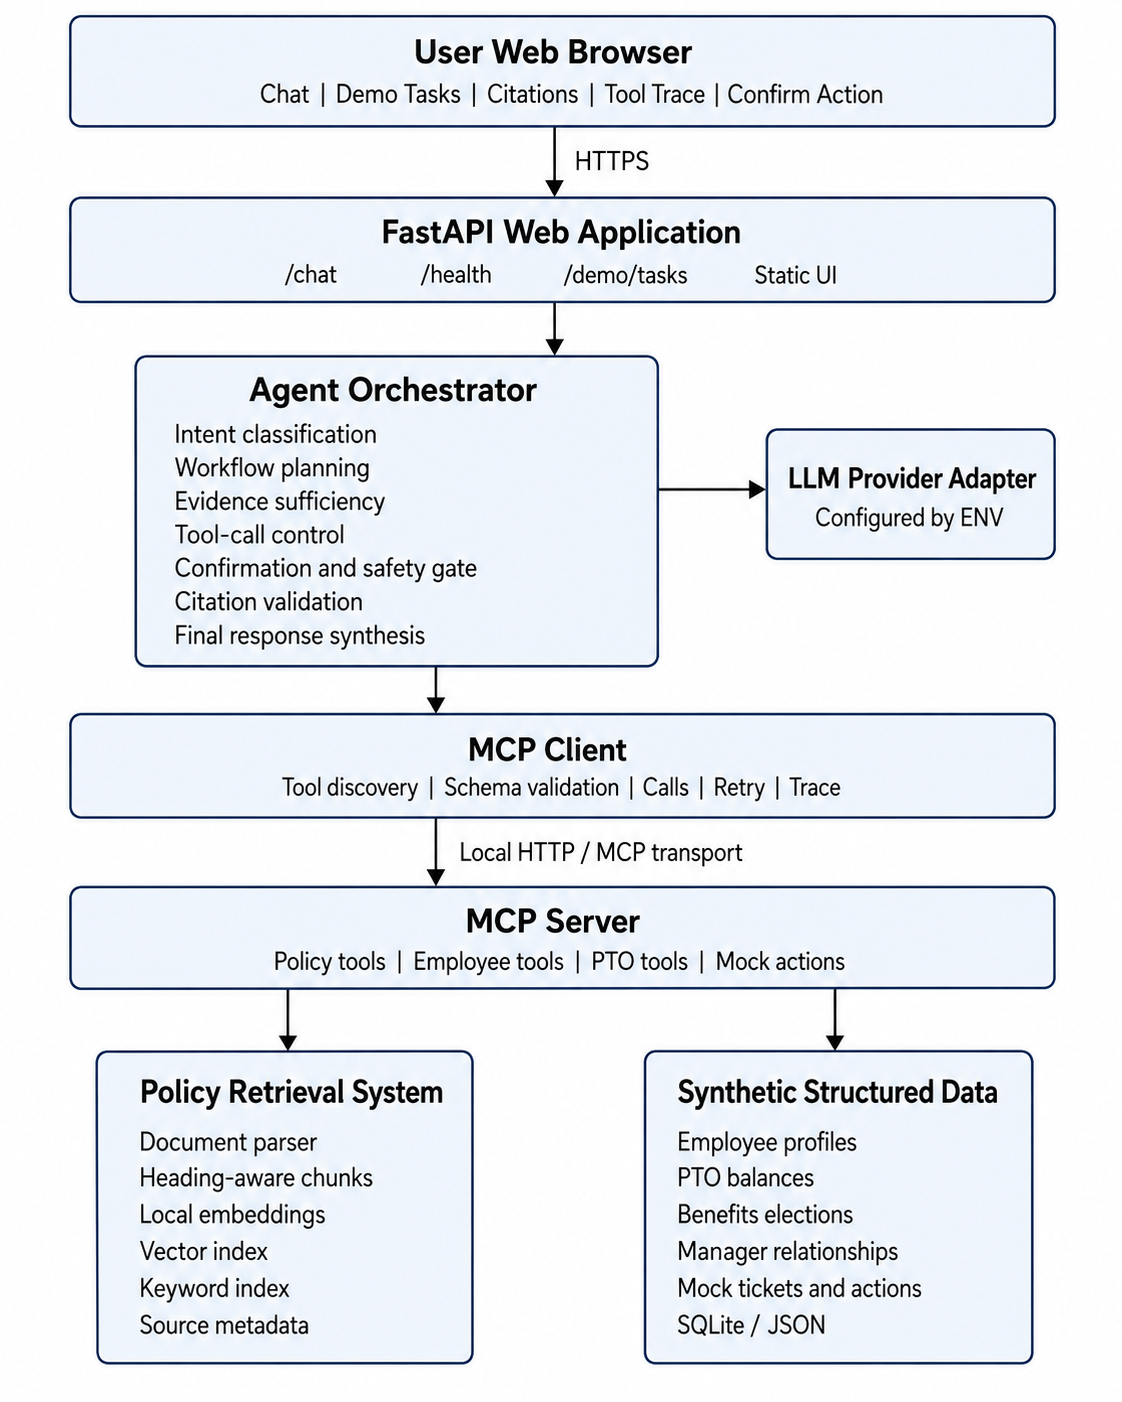 User Web Browser
Chat | Demo Tasks | Citations | Tool Trace | Confirm Action
HTTPS
FastAPI Web Application
/chat /health /demo/tasks Static UI
Agent Orchestrator
Intent classification
Workflow planning
Evidence sufficiency
Tool-call control
Confirmation and safety gate
Citation validation
Final response synthesis
LLM Provider Adapter
Configured by ENV
MCP Client
Tool discovery | Schema validation | Calls | Retry | Trace
Local HTTP / MCP transport
MCP Server
Policy tools | Employee tools | PTO tools | Mock actions
Policy Retrieval System
Document parser
Heading-aware chunks
Local embeddings
Vector index
Keyword index
Source metadata
Synthetic Structured Data
Employee profiles
PTO balances
Benefits elections
Manager relationships
Mock tickets and actions
SQLite / JSON